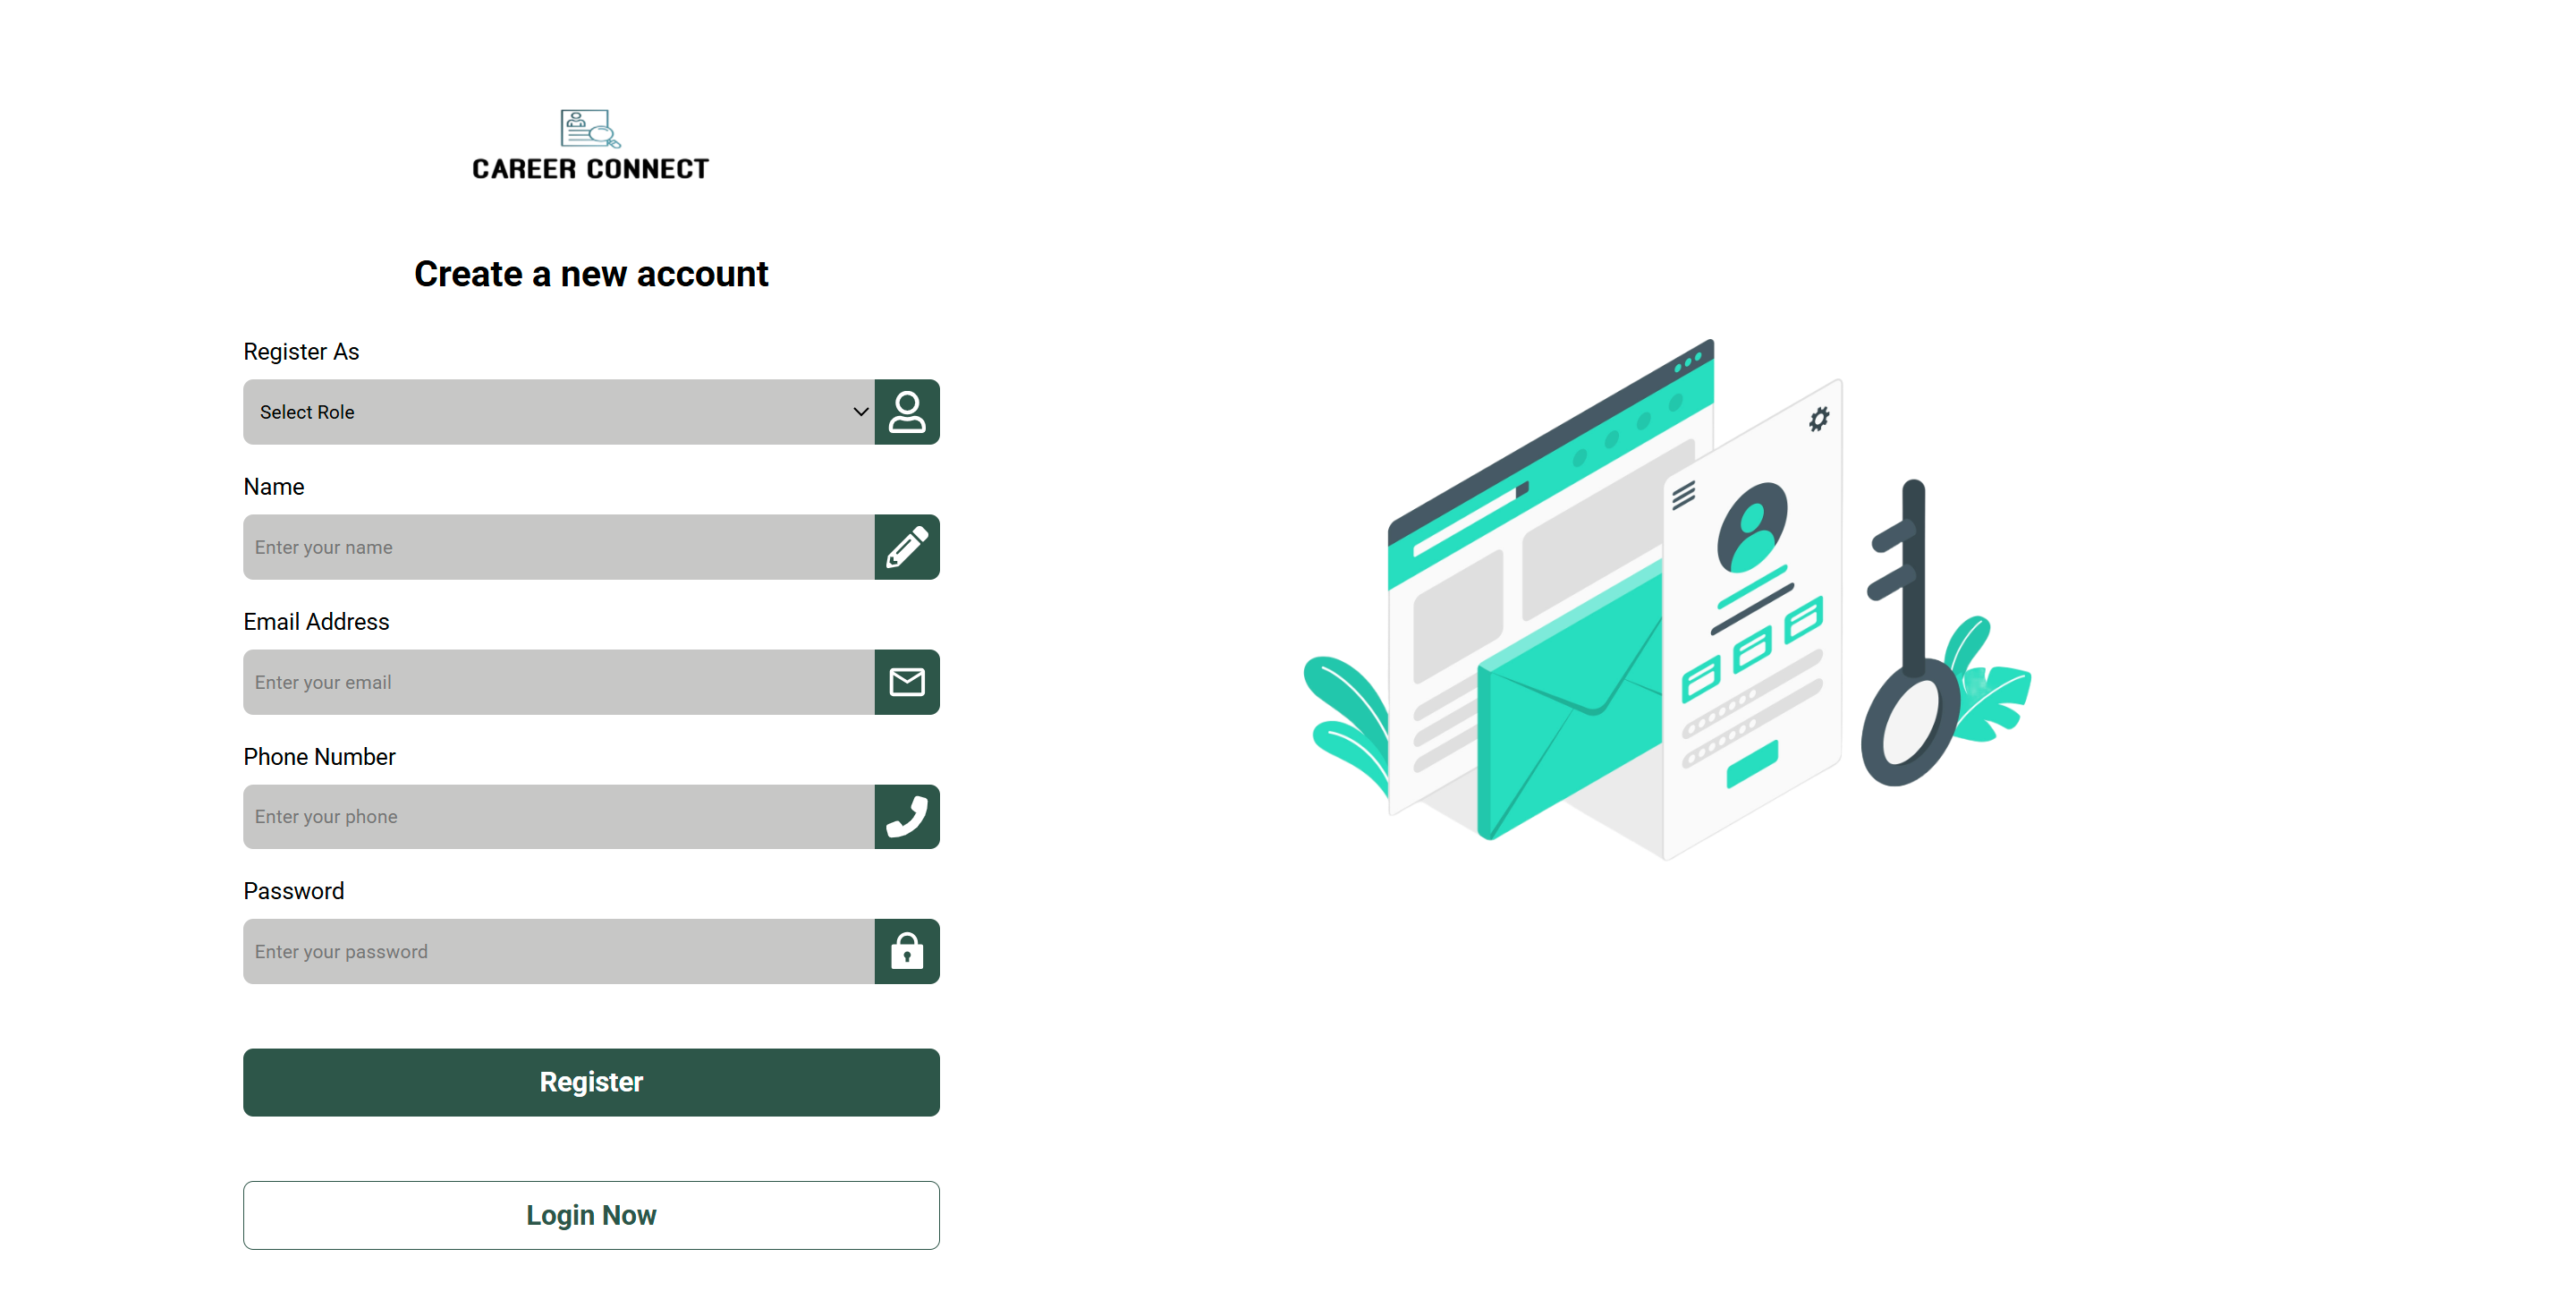 CAREER CONNECT
Create a new account
Register As
Select Role
Name
Enter your name
Email Address
Enter your email
Phone Number
Enter your phone
Password
Enter your password
Register
Login Now